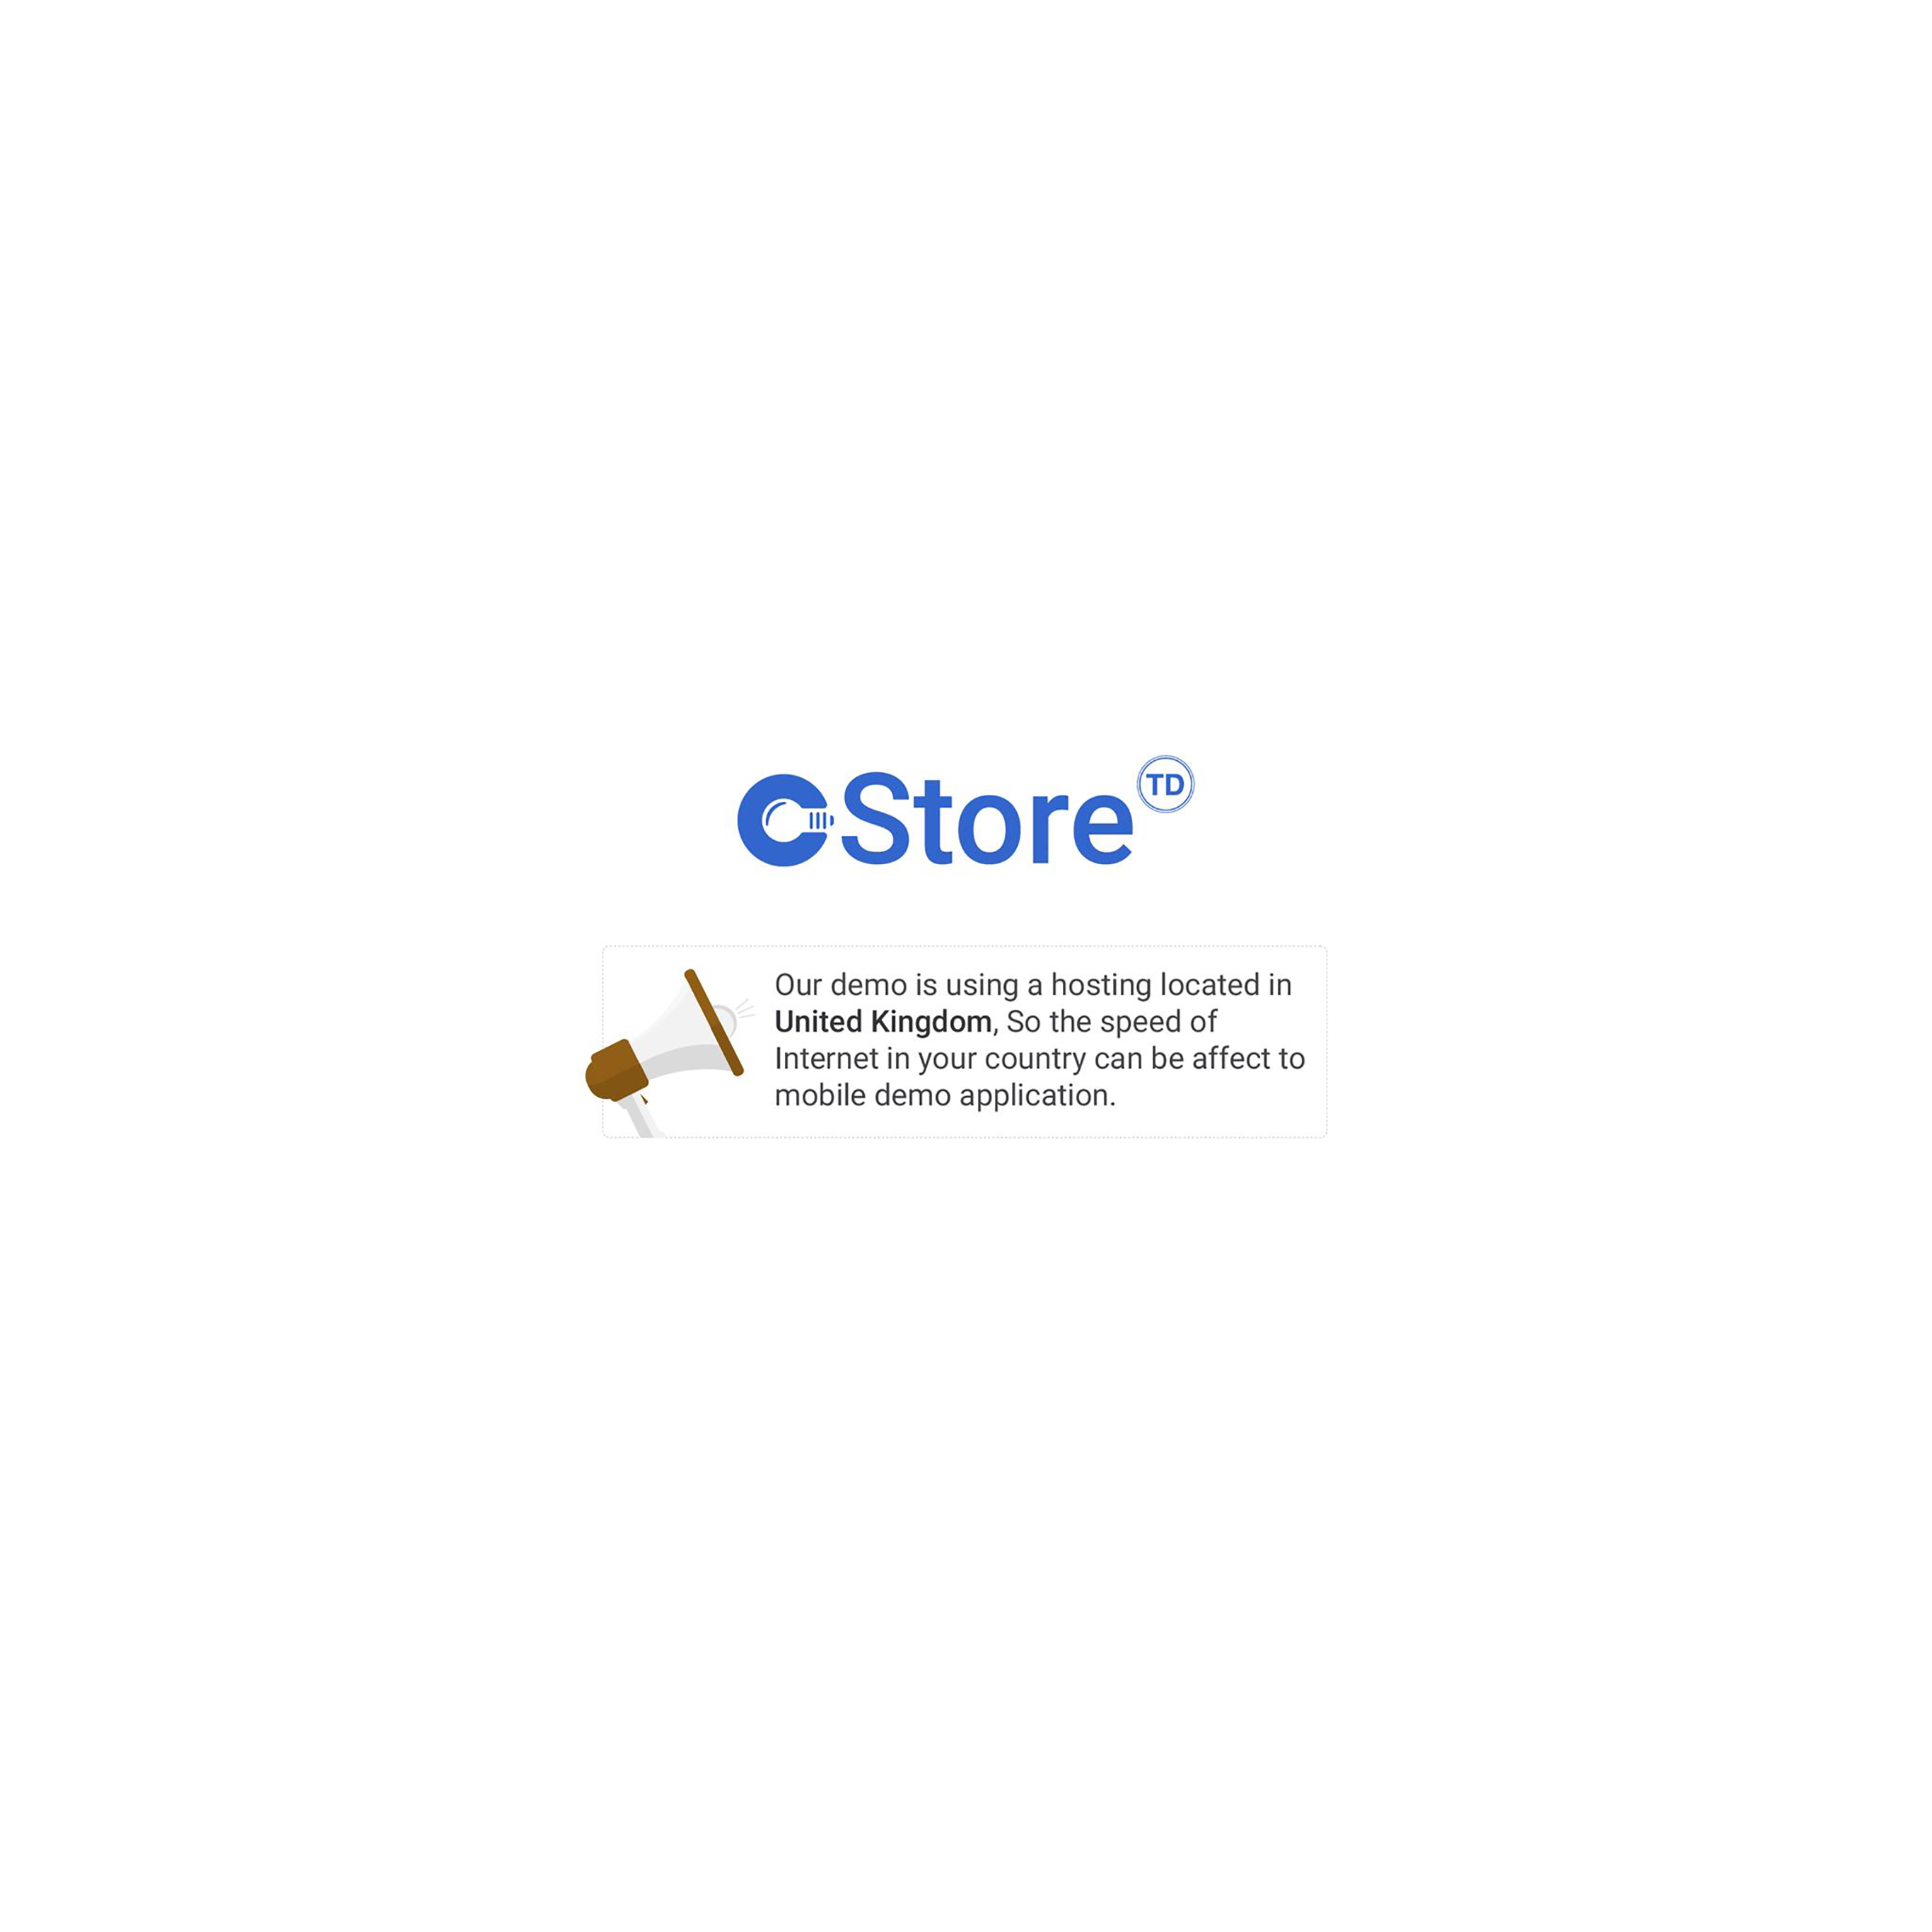 CStore TD
Our demo is using a hosting located in
United Kingdom, So the speed of
Internet in your country can be affect to
mobile demo application.